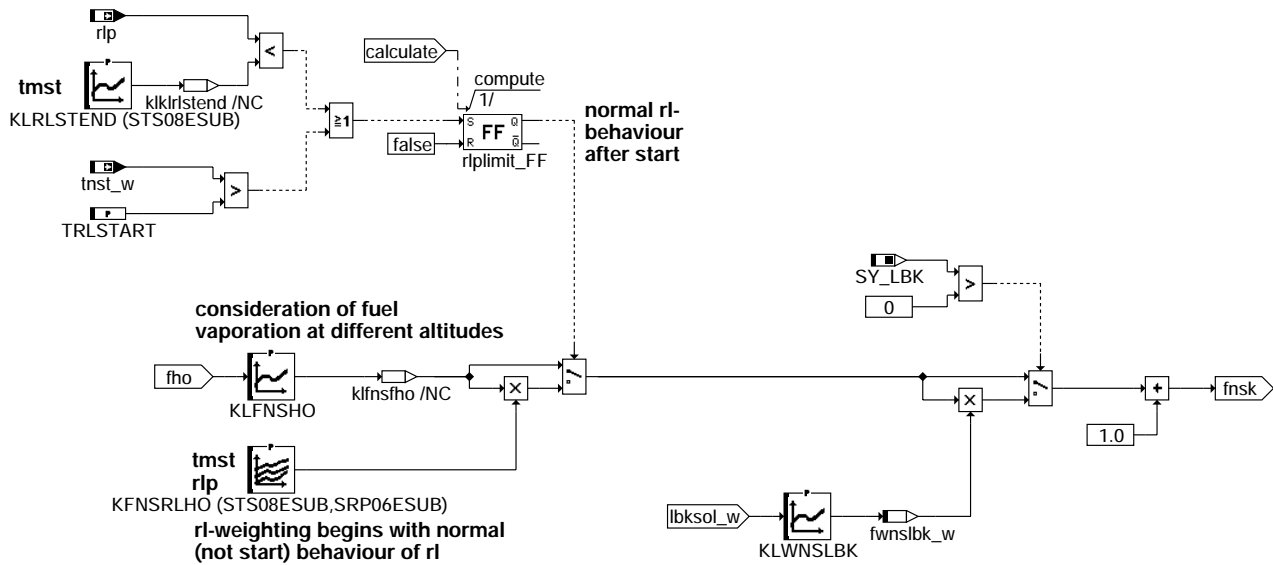 rlp
tmst
P
klklrlstend /NC
KLRLSTEND (STS08ESUB)
<
≥1
calculate
compute
1/
S Q
FF
R Q̅
false
rlplimit_FF
normal rl-
behaviour
after start
tnst_w
P
TRLSTART
>
SY_LBK
0
>
consideration of fuel
vaporation at different altitudes
fho
P
KLFNSHO
klfnsfho /NC
×
tmst
rlp
P
KFNSRLHO (STS08ESUB,SRP06ESUB)
rl-weighting begins with normal
(not start) behaviour of rl
×
+
fnsk
1.0
lbksol_w
P
KLWNSLBK
fwnslbk_w